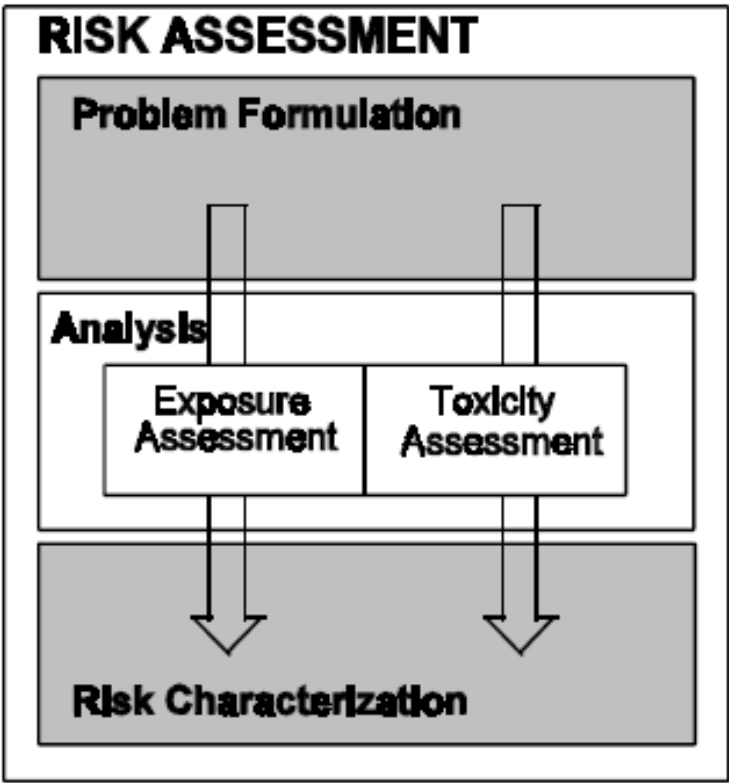 RISK ASSESSMENT
Problem Formulation
Analysis
Exposure
Assessment
Toxicity
Assessment
Risk Characterization